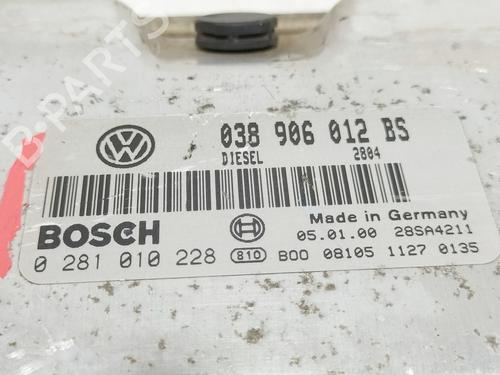 038 906 012 BS
DIESEL 2804
Made in Germany
BOSCH 05.01.00 28SA4211
0 281 010 228 810 B00 08105 1127 0135
B-PARTS